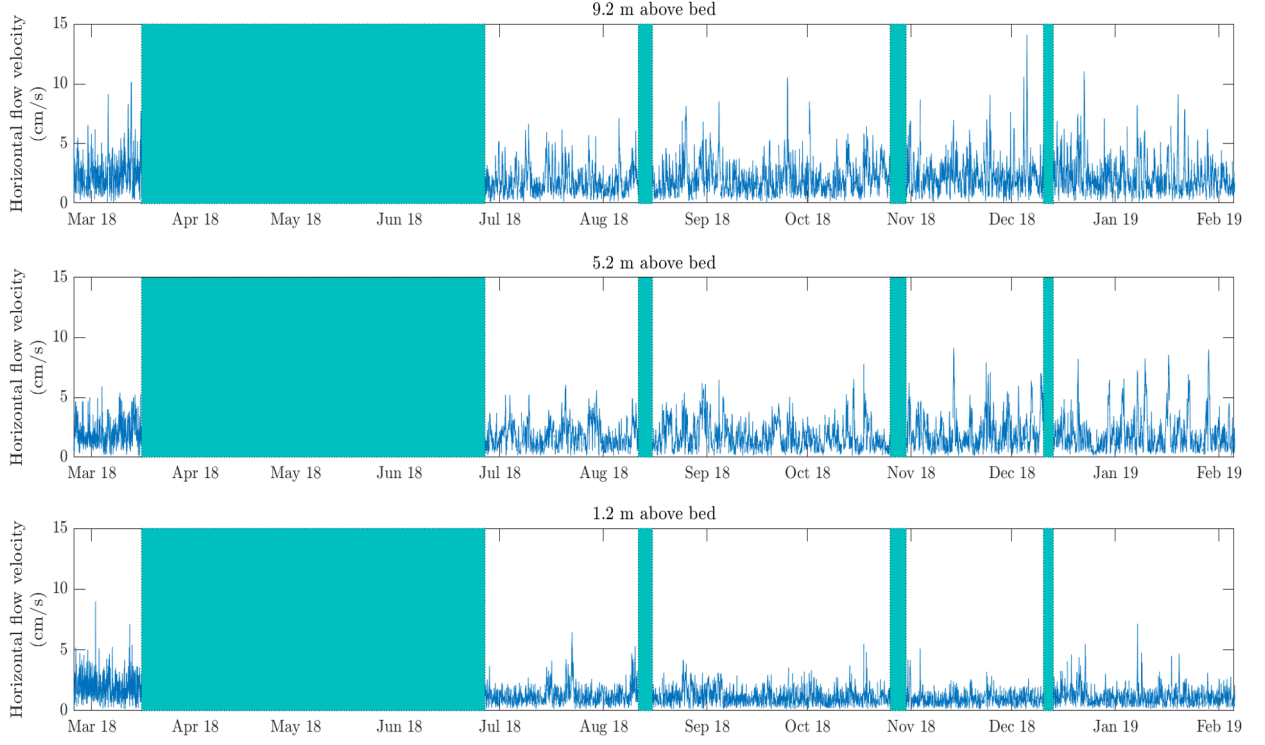 9.2 m above bed
Horizontal flow velocity
(cm/s)
15
10
5
0
Mar 18 Apr 18 May 18 Jun 18 Jul 18 Aug 18 Sep 18 Oct 18 Nov 18 Dec 18 Jan 19 Feb 19
5.2 m above bed
Horizontal flow velocity
(cm/s)
15
10
5
0
Mar 18 Apr 18 May 18 Jun 18 Jul 18 Aug 18 Sep 18 Oct 18 Nov 18 Dec 18 Jan 19 Feb 19
1.2 m above bed
Horizontal flow velocity
(cm/s)
15
10
5
0
Mar 18 Apr 18 May 18 Jun 18 Jul 18 Aug 18 Sep 18 Oct 18 Nov 18 Dec 18 Jan 19 Feb 19